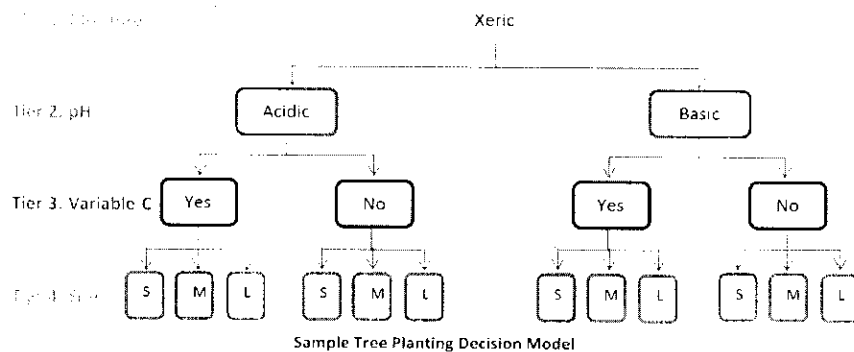 Xeric
Tier 2. pH Acidic Basic
Tier 3. Variable C Yes No Yes No
S M L S M L S M L S M L
Sample Tree Planting Decision Model